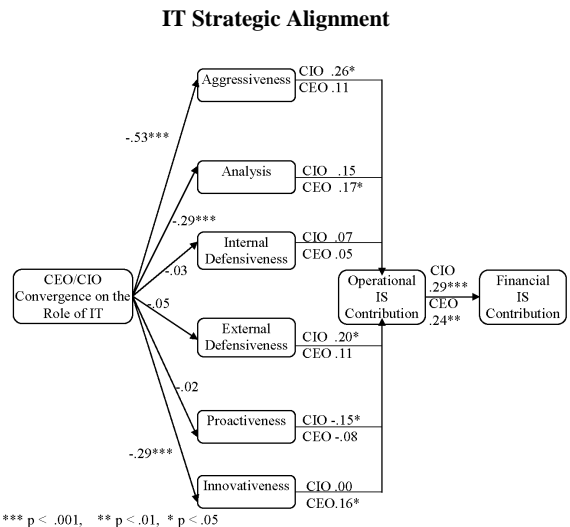 IT Strategic Alignment
Aggressiveness
CIO .26*
CEO .11
-.53***
Analysis
CIO .15
CEO .17*
-.29***
Internal
Defensiveness
CIO .07
CEO .05
-.03
CEO/CIO
Convergence on the
Role of IT
-.05
Operational
IS
Contribution
CIO
.29***
CEO
.24**
Financial
IS
Contribution
External
Defensiveness
CIO .20*
CEO .11
-.02
Proactiveness
CIO -.15*
CEO -.08
-.29***
Innovativeness
CIO .00
CEO.16*
*** p < .001, ** p < .01, * p < .05